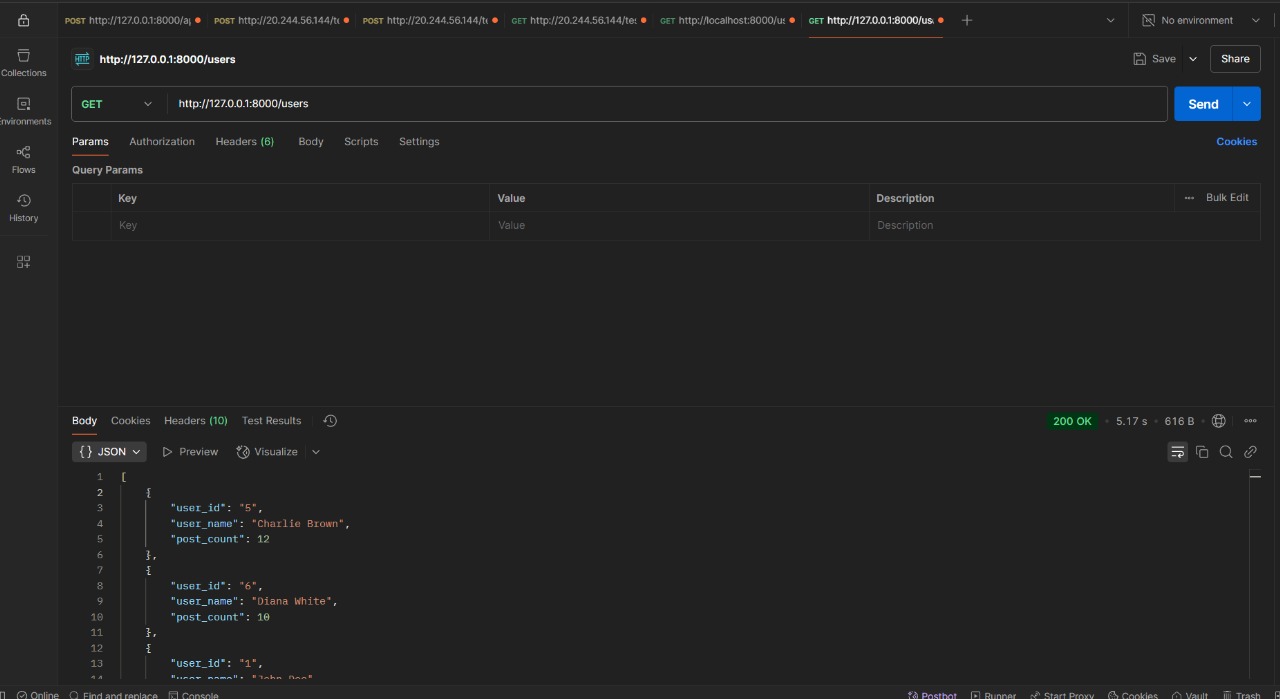 POST http://127.0.0.1:8000/ap
POST http://20.244.56.144/te
POST http://20.244.56.144/te
GET http://20.244.56.144/tes
GET http://localhost:8000/us
GET http://127.0.0.1:8000/us
No environment
Collections
Environments
Flows
History
HTTP http://127.0.0.1:8000/users
Save
Share
GET http://127.0.0.1:8000/users
Send
Params Authorization Headers (6) Body Scripts Settings
Cookies
Query Params
Key Value Description
Bulk Edit
Key Value Description
Body Cookies Headers (10) Test Results
200 OK • 5.17 s • 616 B
{} JSON Preview Visualize
1 [
2 {
3 "user_id": "5",
4 "user_name": "Charlie Brown",
5 "post_count": 12
6 },
7 {
8 "user_id": "6",
9 "user_name": "Diana White",
10 "post_count": 10
11 },
12 {
13 "user_id": "1",
14 "user_name": "John Doe"
Online Find and replace Console
Postbot Runner Start Proxy Cookies Vault Trash